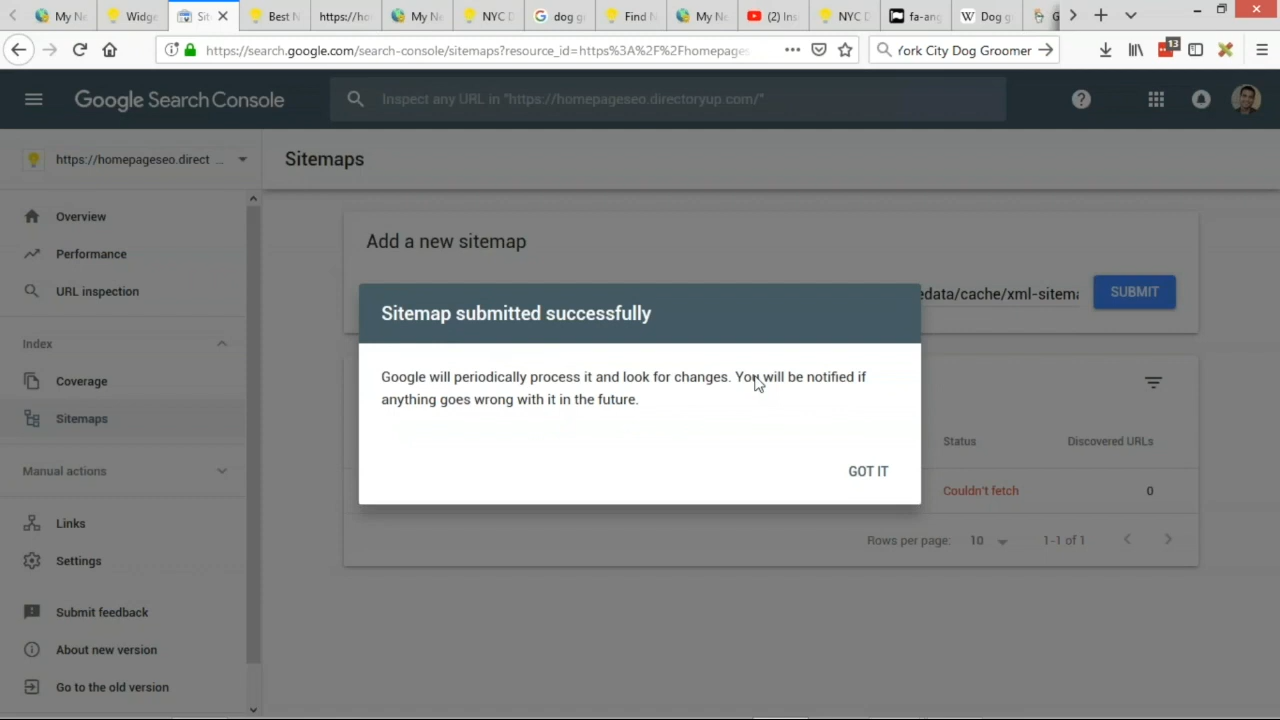 My Ne
Widge
Sit
Best N
https://ho
My Ne
NYC D
dog g
Find N
My Ne
(2) Ins
NYC D
fa-ang
Dog g
G
https://search.google.com/search-console/sitemaps?resource_id=https%3A%2F%2Fhomepages
York City Dog Groomer
13
Google Search Console
Inspect any URL in "https://homepageseo.directoryup.com/"
https://homepageseo.direct ...
Sitemaps
Overview
Performance
URL inspection
Index
Coverage
Sitemaps
Manual actions
Links
Settings
Submit feedback
About new version
Go to the old version
Add a new sitemap
edata/cache/xml-sitema
SUBMIT
Sitemap submitted successfully
Google will periodically process it and look for changes. You will be notified if
anything goes wrong with it in the future.
GOT IT
Status
Discovered URLs
Couldn't fetch
0
Rows per page:
10
1-1 of 1